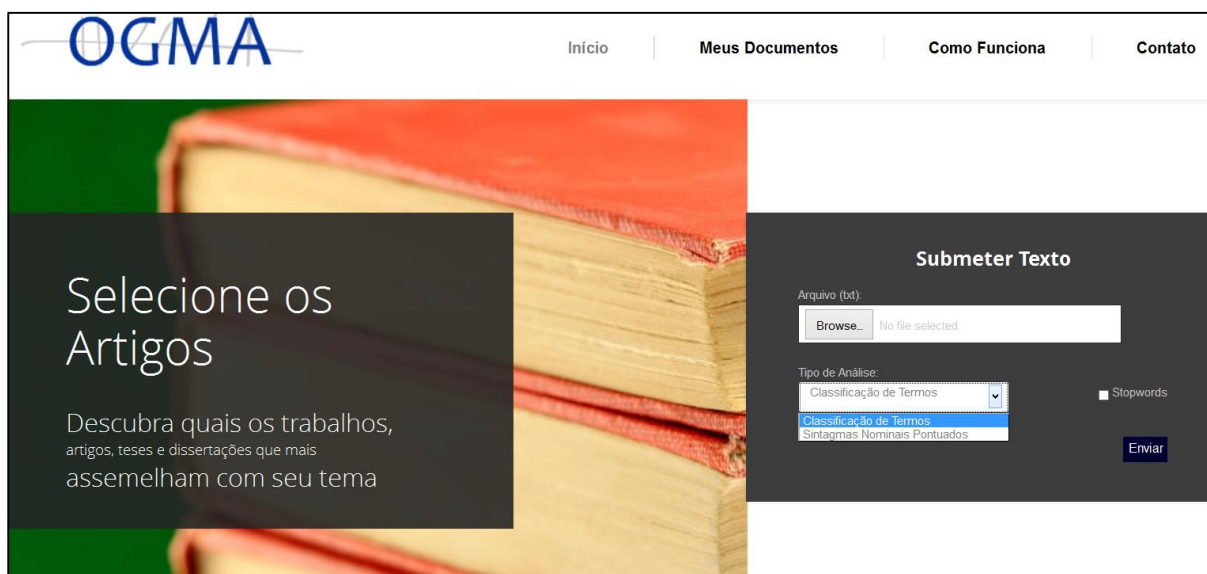 OGMA
Início
Meus Documentos
Como Funciona
Contato
Selecione os
Artigos
Descubra quais os trabalhos,
artigos, teses e dissertações que mais
assemelham com seu tema
Submeter Texto
Arquivo (txt):
Browse... No file selected.
Tipo de Análise:
Classificação de Termos
Stopwords
Classificação de Termos
Sintagmas Nominais Pontuados
Enviar